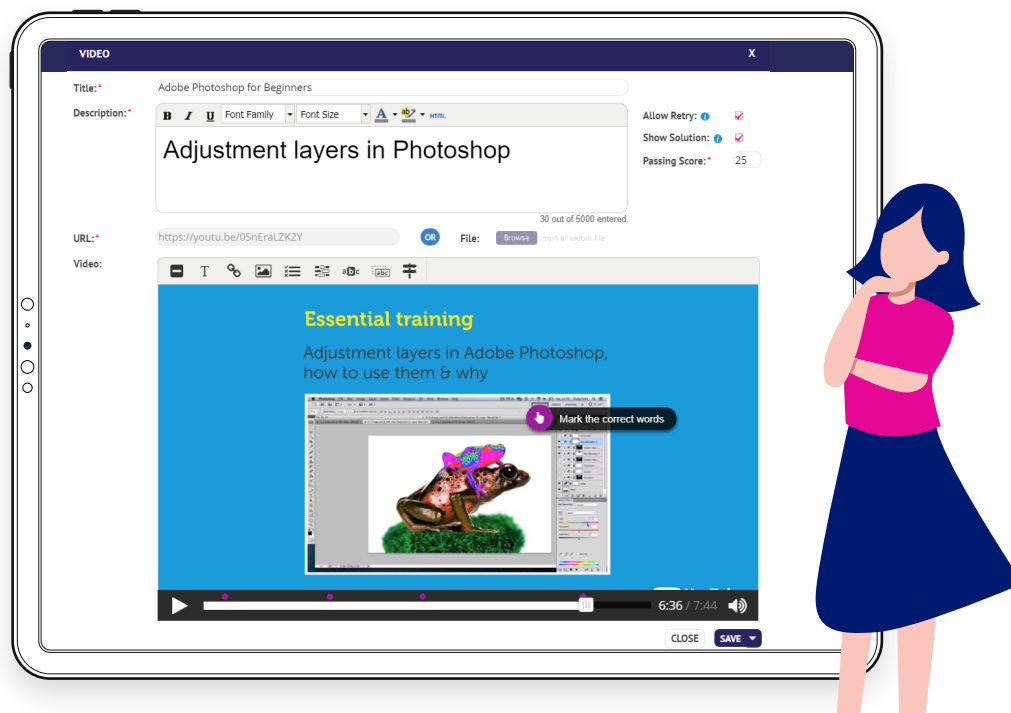 VIDEO X
Title:* Adobe Photoshop for Beginners
Description:* B I U Font Family Font Size A ab HTML
Allow Retry:
Adjustment layers in Photoshop
Show Solution:
Passing Score:* 25
30 out of 5000 entered.
URL:* https://youtu.be/0SnEraLZK2Y OR File: Browse mp4 or webm file
Video:
T abc abc
Essential training
Adjustment layers in Adobe Photoshop,
how to use them & why
Mark the correct words
6:36 / 7:44
CLOSE SAVE